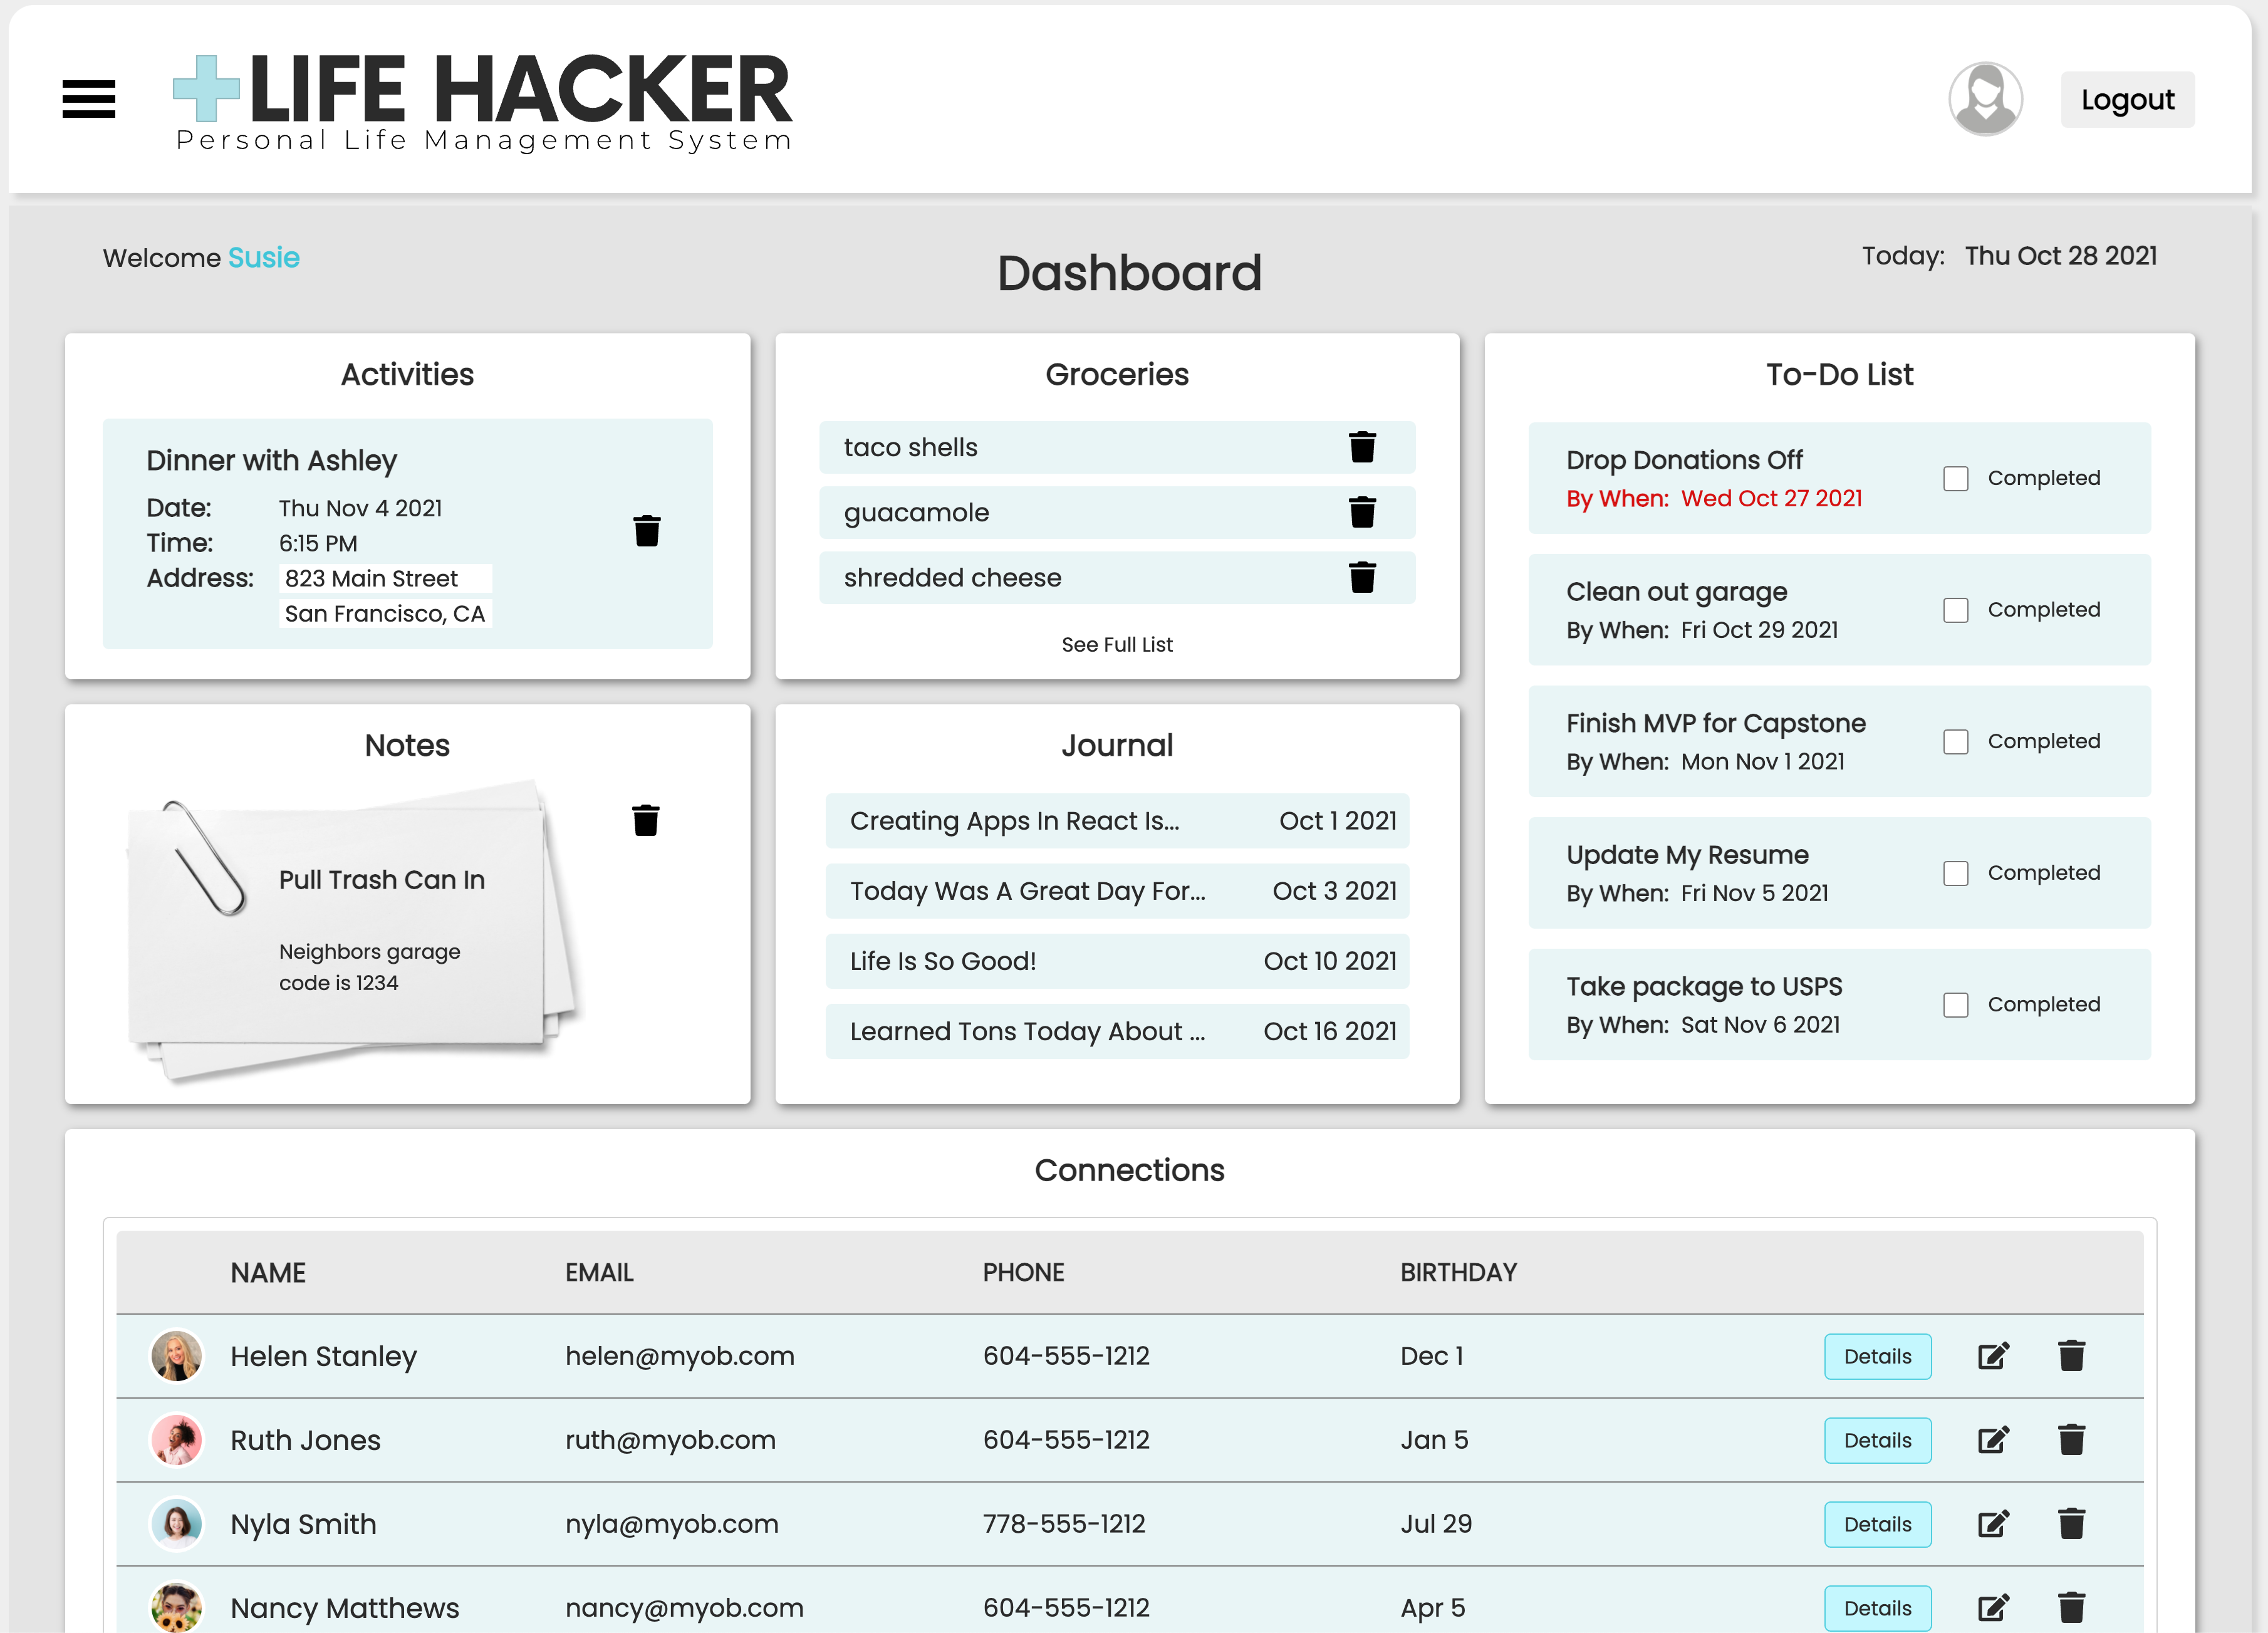 LIFE HACKER
Personal Life Management System
Logout
Welcome Susie
Dashboard
Today: Thu Oct 28 2021
Activities
Dinner with Ashley
Date: Thu Nov 4 2021
Time: 6:15 PM
Address: 823 Main Street
San Francisco, CA
Groceries
taco shells
guacamole
shredded cheese
See Full List
To-Do List
Drop Donations Off
By When: Wed Oct 27 2021
Completed
Clean out garage
By When: Fri Oct 29 2021
Completed
Finish MVP for Capstone
By When: Mon Nov 1 2021
Completed
Update My Resume
By When: Fri Nov 5 2021
Completed
Take package to USPS
By When: Sat Nov 6 2021
Completed
Notes
Pull Trash Can In
Neighbors garage
code is 1234
Journal
Creating Apps In React Is... Oct 1 2021
Today Was A Great Day For... Oct 3 2021
Life Is So Good! Oct 10 2021
Learned Tons Today About ... Oct 16 2021
Connections
NAME EMAIL PHONE BIRTHDAY
Helen Stanley helen@myob.com 604-555-1212 Dec 1 Details
Ruth Jones ruth@myob.com 604-555-1212 Jan 5 Details
Nyla Smith nyla@myob.com 778-555-1212 Jul 29 Details
Nancy Matthews nancy@myob.com 604-555-1212 Apr 5 Details